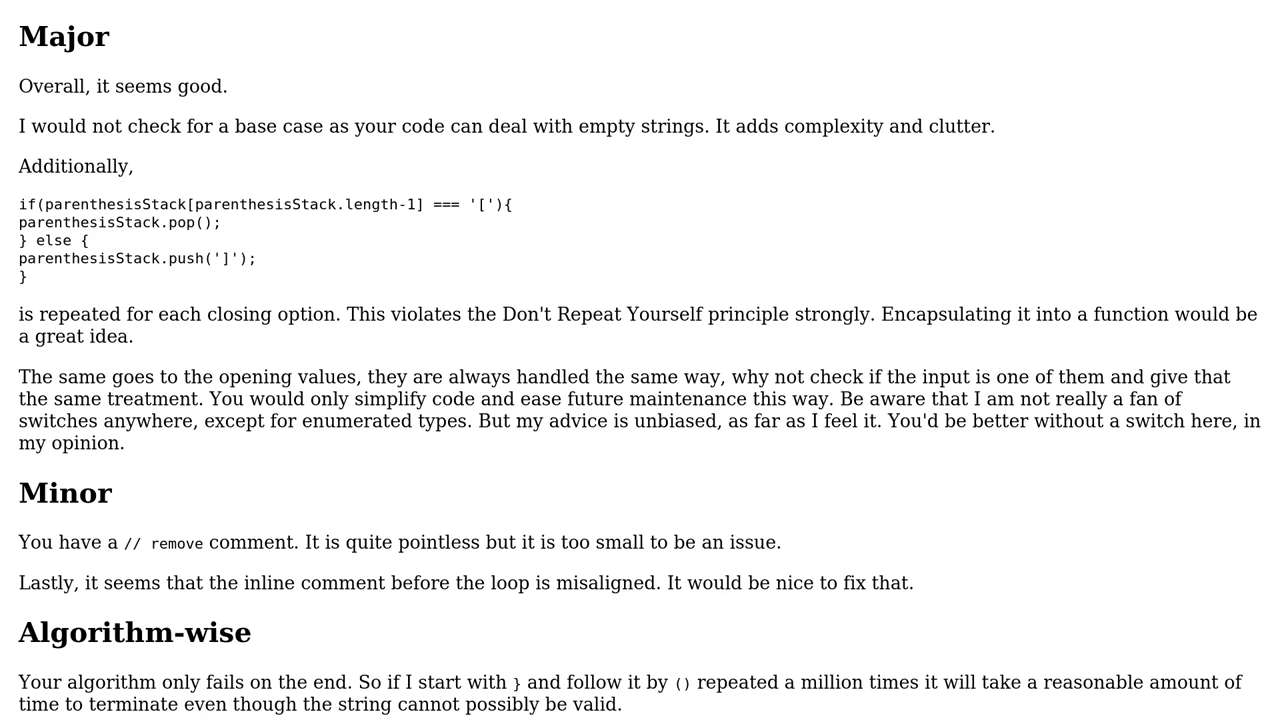 Major
Overall, it seems good.
I would not check for a base case as your code can deal with empty strings. It adds complexity and clutter.
Additionally,
if(parenthesisStack[parenthesisStack.length-1] === '['){
parenthesisStack.pop();
} else {
parenthesisStack.push(']');
}
is repeated for each closing option. This violates the Don't Repeat Yourself principle strongly. Encapsulating it into a function would be
a great idea.
The same goes to the opening values, they are always handled the same way, why not check if the input is one of them and give that
the same treatment. You would only simplify code and ease future maintenance this way. Be aware that I am not really a fan of
switches anywhere, except for enumerated types. But my advice is unbiased, as far as I feel it. You'd be better without a switch here, in
my opinion.
Minor
You have a // remove comment. It is quite pointless but it is too small to be an issue.
Lastly, it seems that the inline comment before the loop is misaligned. It would be nice to fix that.
Algorithm-wise
Your algorithm only fails on the end. So if I start with } and follow it by () repeated a million times it will take a reasonable amount of
time to terminate even though the string cannot possibly be valid.